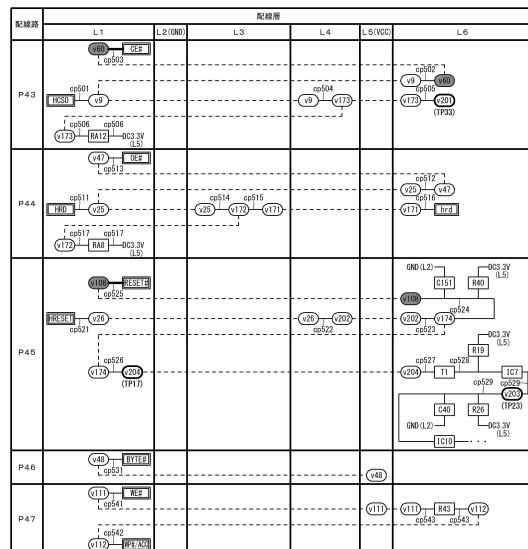 配線路 配線層
L1 L2(GND) L3 L4 L5(VCC) L6
P43
v60 CE#
cp503
cp502
v9 v60
cp501
HCS0 v9
cp504
v9 v173
cp505
v173 v201
(TP33)
cp506 cp506
v173 RA12 DC3.3V
(L5)
P44
v47 OE#
cp513
cp512
v25 v47
cp511
HRD v25
cp514 cp515
v25 v172 v171
cp516
v171 hrd
cp517 cp517
v172 RA8 DC3.3V
(L5)
P45
GND(L2) DC3.3V
(L5)
C151 R40
v108 RESET#
cp525
v108
cp524
HRESET v26
cp521
v26 v202
cp522
v202 v174
cp523
DC3.3V
(L5)
R19
cp526
v174 v204
(TP17)
cp527 cp528
v204 T1 IC7
cp529 cp529
v203
(TP23)
C40 R26
GND(L2) DC3.3V
(L5)
IC10 ・・・
P46
v48 BYTE#
cp531
v48
P47
v111 WE#
cp541
v111 v111 R43 v112
cp543 cp543
cp542
v112 WP#/ACC